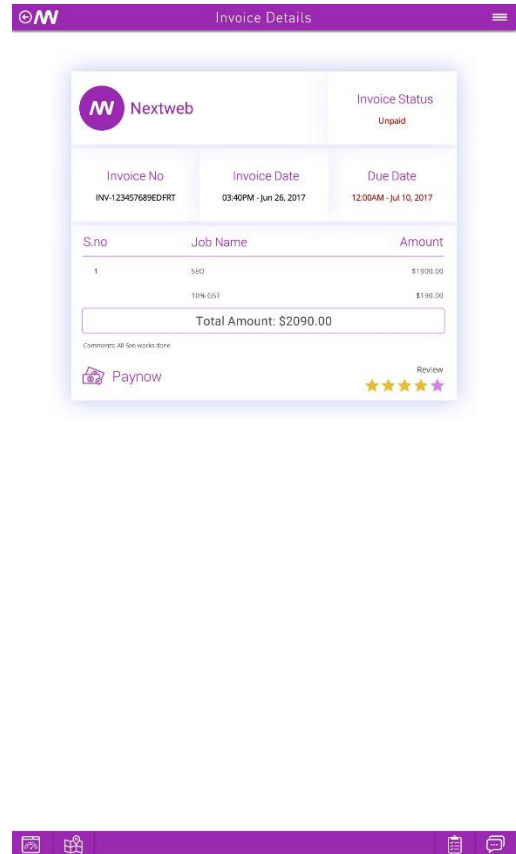 Invoice Details
Nextweb
Invoice Status
Unpaid
Invoice No
Invoice Date
Due Date
INV-123457689EDFRT
03:40PM - Jun 26, 2017
12:00AM - Jul 10, 2017
S.no
Job Name
Amount
1
SEO
$1900.00
10% GST
$190.00
Total Amount: $2090.00
Comments: All Seo works done
Paynow
Review